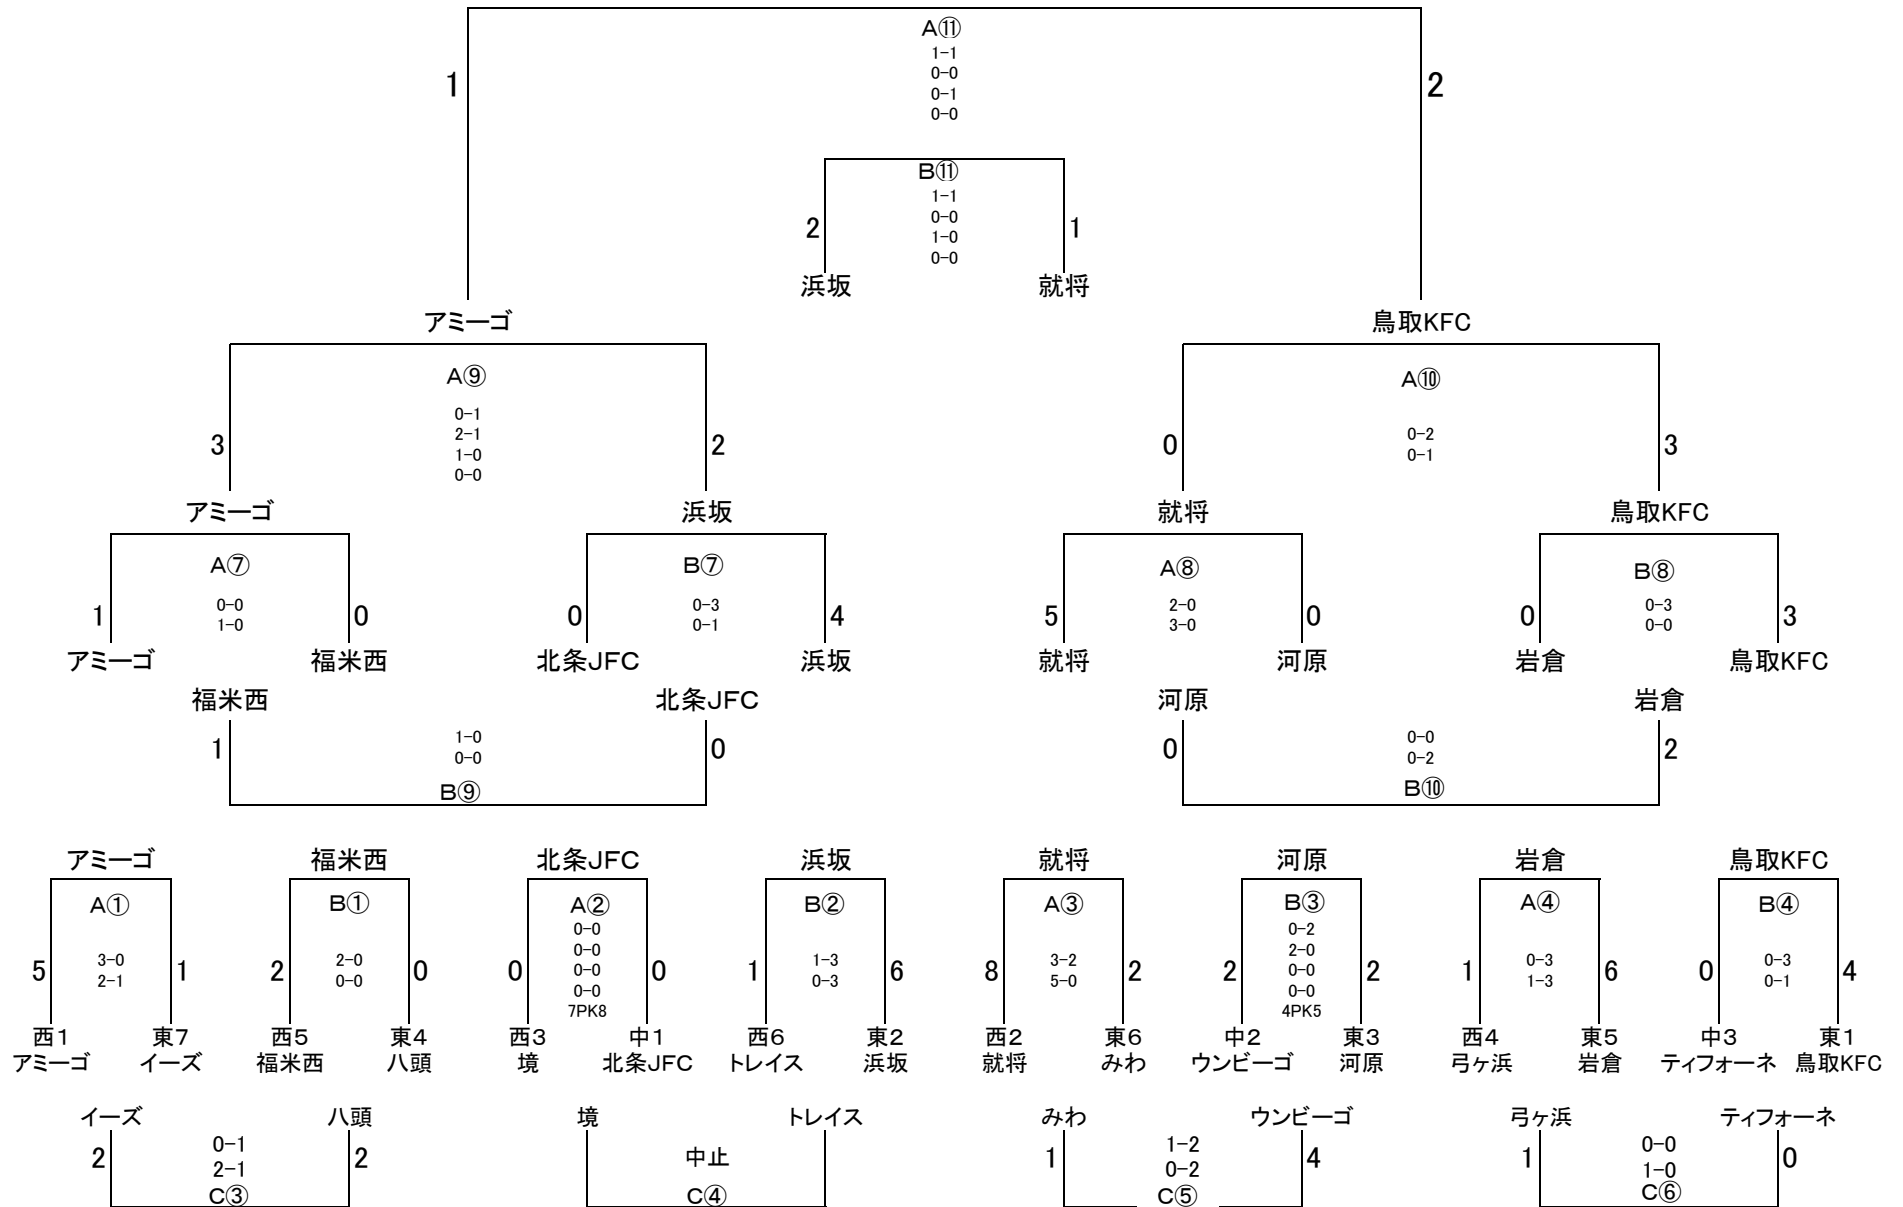 A⑪
1-1
0-0
0-1
0-0
1
2
B⑪
1-1
0-0
1-0
0-0
2
1
浜坂
就将
アミーゴ
鳥取KFC
A⑨
0-1
2-1
1-0
0-0
3
2
A⑩
0-2
0-1
0
3
アミーゴ
浜坂
就将
鳥取KFC
A⑦
0-0
1-0
1
0
アミーゴ
福米西
B⑦
0-3
0-1
0
4
北条JFC
浜坂
A⑧
2-0
3-0
5
0
就将
河原
B⑧
0-3
0-0
0
3
岩倉
鳥取KFC
福米西
北条JFC
1
1-0
0-0
0
B⑨
河原
岩倉
0
0-0
0-2
2
B⑩
アミーゴ
A①
3-0
2-1
5
1
西1
アミーゴ
東7
イーズ
福米西
B①
2-0
0-0
2
0
西5
福米西
東4
八頭
北条JFC
A②
0-0
0-0
0-0
0-0
7PK8
0
0
西3
境
中1
北条JFC
浜坂
B②
1-3
0-3
1
6
西6
トレイス
東2
浜坂
就将
A③
3-2
5-0
8
2
西2
就将
東6
みわ
河原
B③
0-2
2-0
0-0
0-0
4PK5
2
2
中2
ウンビーゴ
東3
河原
岩倉
A④
0-3
1-3
1
6
西4
弓ヶ浜
東5
岩倉
鳥取KFC
B④
0-3
0-1
0
4
中3
ティフォーネ
東1
鳥取KFC
イーズ
八頭
2
0-1
2-1
2
C③
境
トレイス
中止
C④
みわ
ウンビーゴ
1
1-2
0-2
4
C⑤
弓ヶ浜
ティフォーネ
1
0-0
1-0
0
C⑥